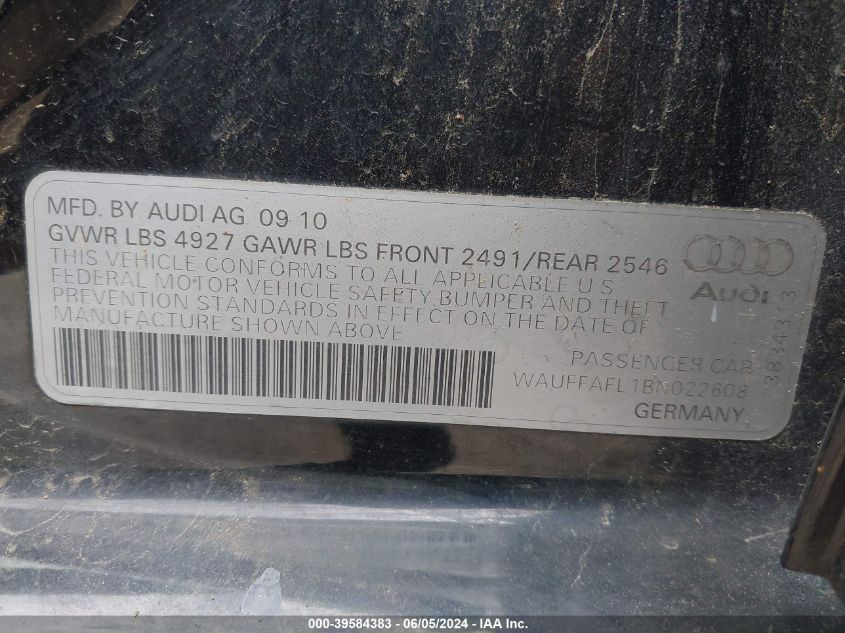 MFD. BY AUDI AG 09 10
GVWR LBS 4927 GAWR LBS FRONT 2491/REAR 2546
THIS VEHICLE CONFORMS TO ALL APPLICABLE U S
FEDERAL MOTOR VEHICLE SAFETY, BUMPER AND THEFT
PREVENTION STANDARDS IN EFFECT ON THE DATE OF
MANUFACTURE SHOWN ABOVE
Audi
PASSENGER CAR
WAUFFAFL1BN022608
GERMANY
000-39584383 - 06/05/2024 - IAA Inc.